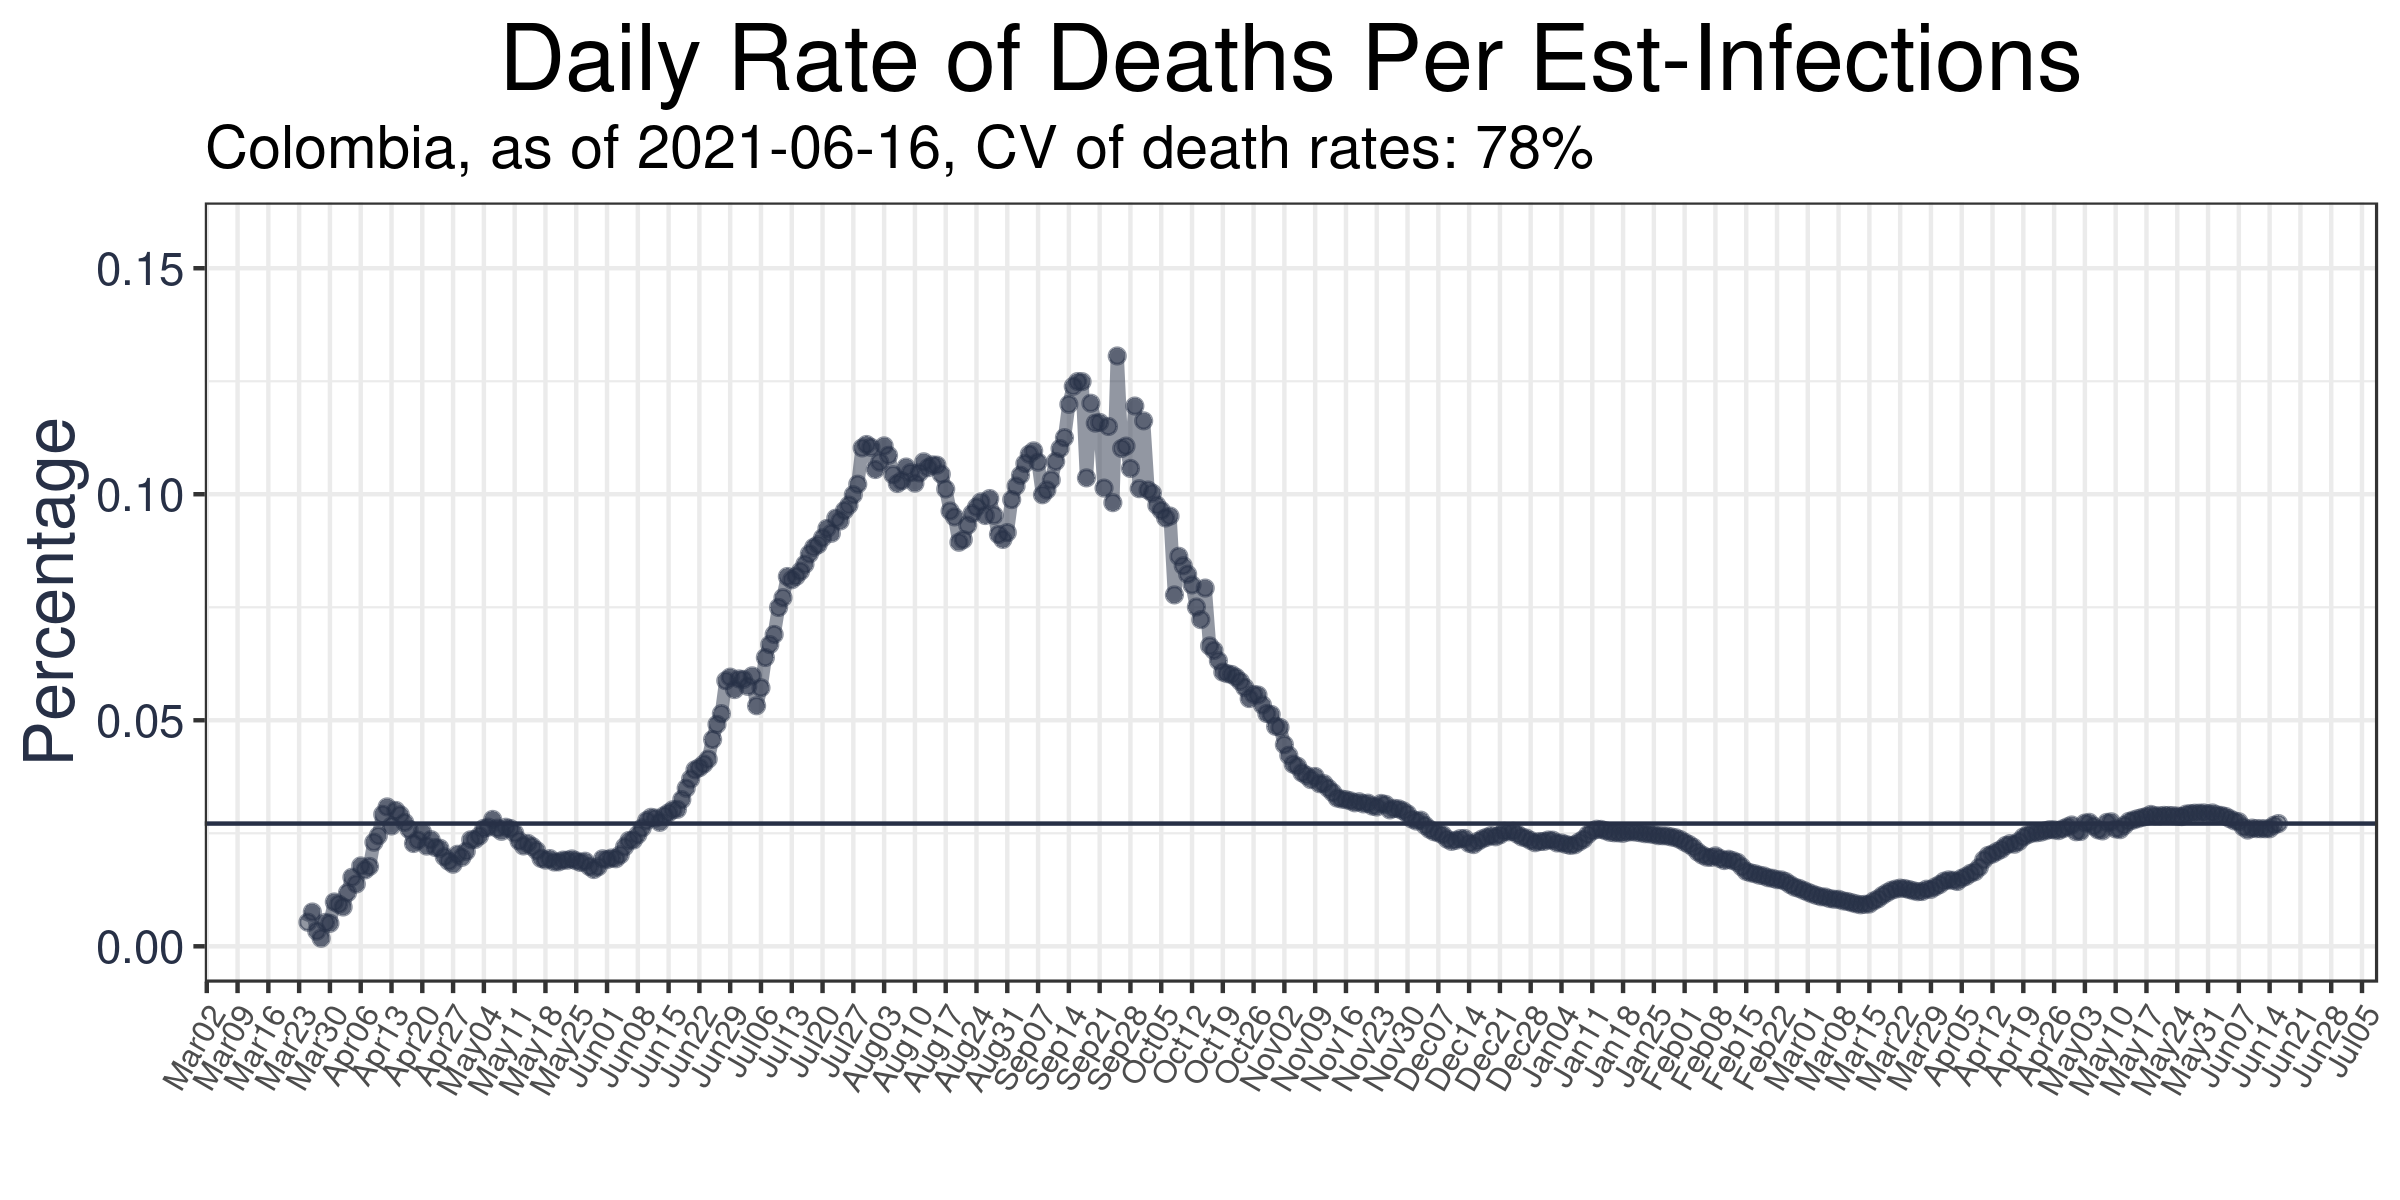 Daily Rate of Deaths Per Est-Infections
Colombia, as of 2021-06-16, CV of death rates: 78%
Percentage
0.15
0.10
0.05
0.00
Mar02
Mar09
Mar16
Mar23
Mar30
Apr06
Apr13
Apr20
Apr27
May04
May11
May18
May25
Jun01
Jun08
Jun15
Jun22
Jun29
Jul06
Jul13
Jul20
Jul27
Aug03
Aug10
Aug17
Aug24
Aug31
Sep07
Sep14
Sep21
Sep28
Oct05
Oct12
Oct19
Oct26
Nov02
Nov09
Nov16
Nov23
Nov30
Dec07
Dec14
Dec21
Dec28
Jan04
Jan11
Jan18
Jan25
Feb01
Feb08
Feb15
Feb22
Mar01
Mar08
Mar15
Mar22
Mar29
Apr05
Apr12
Apr19
Apr26
May03
May10
May17
May24
May31
Jun07
Jun14
Jun21
Jun28
Jul05